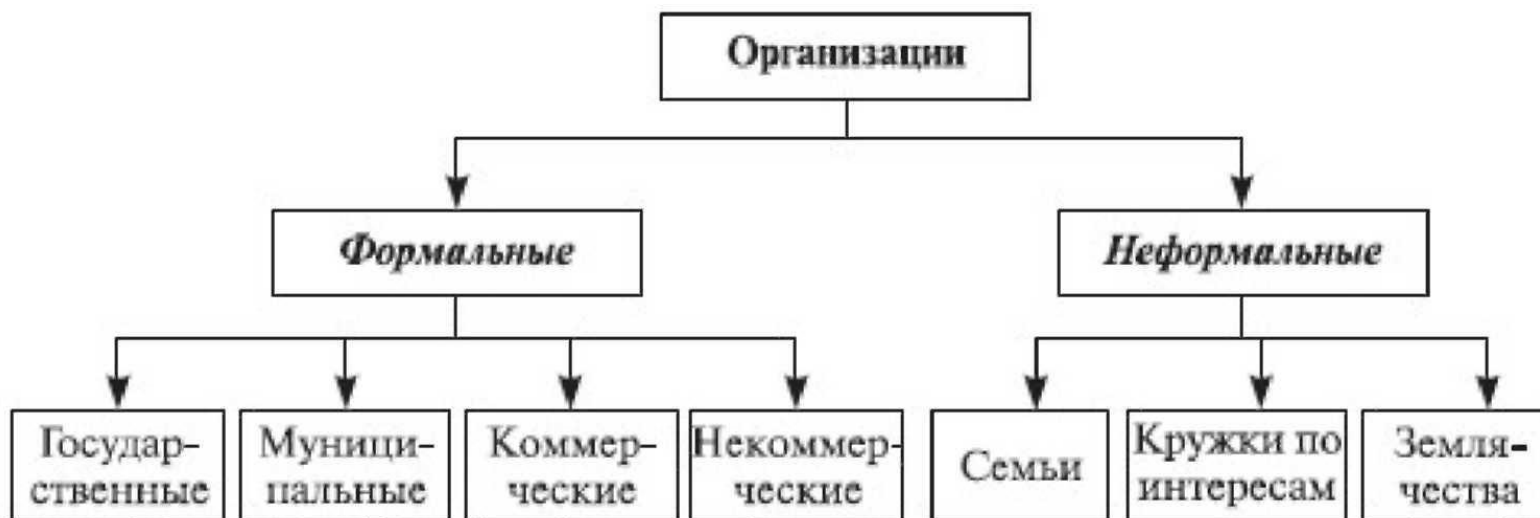 Организации
Формальные
Неформальные
Государ-
ственные
Муници-
пальные
Коммер-
ческие
Некоммер-
ческие
Семьи
Кружки по
интересам
Земля-
чества